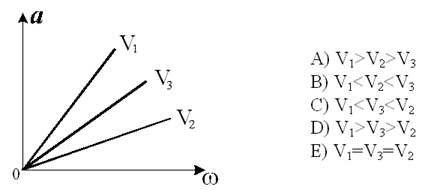 a
V₁
V₃
V₂
0
ω
A) V₁>V₂>V₃
B) V₁<V₂<V₃
C) V₁<V₃<V₂
D) V₁>V₃>V₂
E) V₁=V₃=V₂